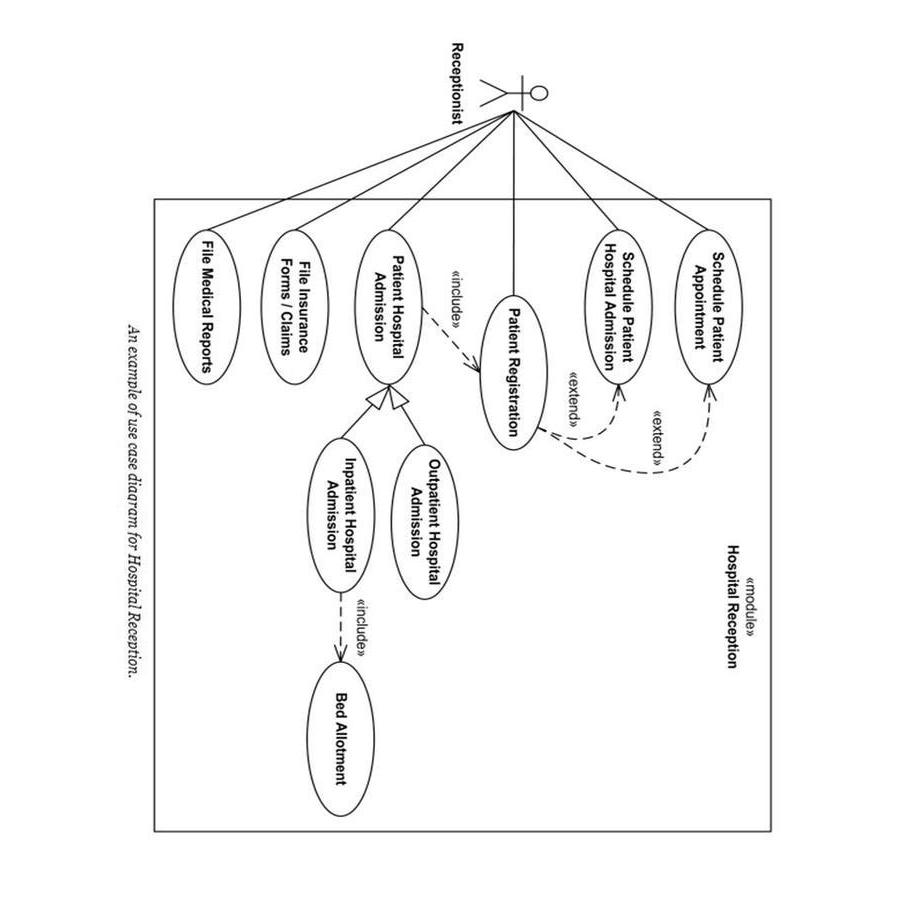 «module»
Hospital Reception
Schedule Patient
Appointment
«extend»
Schedule Patient
Hospital Admission
«extend»
Patient Registration
Receptionist
«include»
Outpatient Hospital
Admission
Patient Hospital
Admission
Inpatient Hospital
Admission
«include»
Bed Allotment
File Insurance
Forms / Claims
File Medical Reports
An example of use case diagram for Hospital Reception.